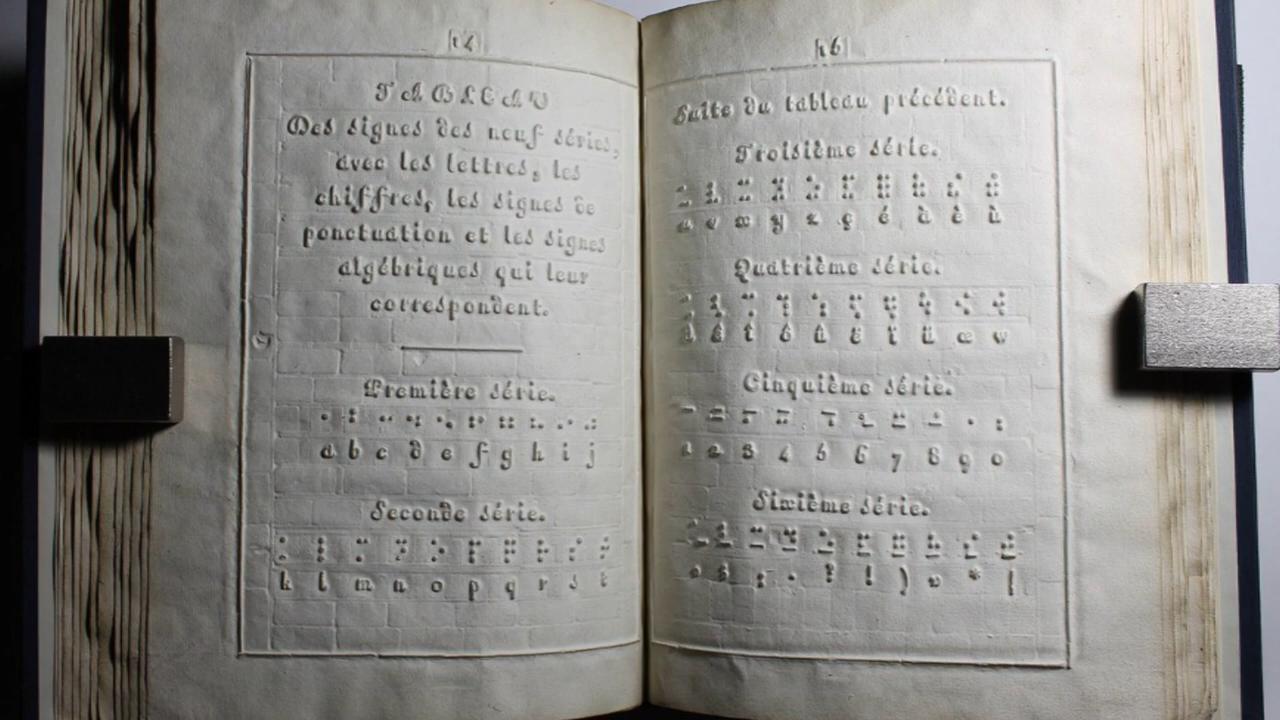 14
TABLEAU
Des signes des neuf séries,
avec les lettres, les
chiffres, les signes de
ponctuation et les signes
algébriques qui leur
correspondent.
Première série.
a b c d e f g h i j
Seconde série.
k l m n o p q r s t
16
Suite du tableau précédent.
Troisième série.
u v x y z ç é à è ù
Quatrième série.
â ê î ô û ë ï ü œ w
Cinquième série.
1 2 3 4 5 6 7 8 9 0
Sixième série.
; . ? ! ) * (